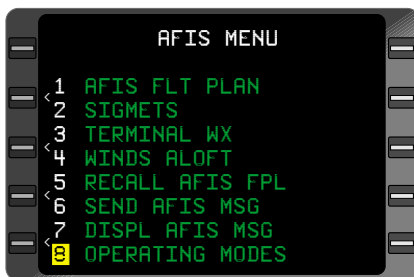 AFIS MENU
1 AFIS FLT PLAN
2 SIGMETS
3 TERMINAL WX
4 WINDS ALOFT
5 RECALL AFIS FPL
6 SEND AFIS MSG
7 DISPL AFIS MSG
8 OPERATING MODES